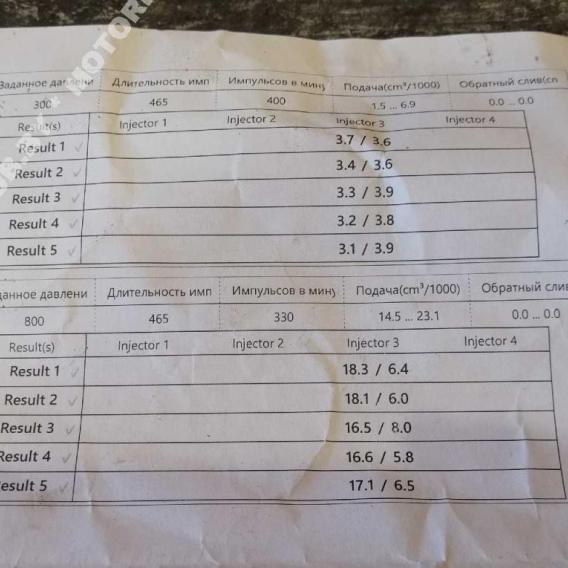 Заданное давлени Длительность имп Импульсов в мину Подача(cm³/1000) Обратный слив(сп
300 465 400 1.5 ... 6.9 0.0 ... 0.0
Result(s) Injector 1 Injector 2 Injector 3 Injector 4
Result 1 3.7 / 3.6
Result 2 3.4 / 3.6
Result 3 3.3 / 3.9
Result 4 3.2 / 3.8
Result 5 3.1 / 3.9
данное давлени Длительность имп Импульсов в мину Подача(cm³/1000) Обратный слив
800 465 330 14.5 ... 23.1 0.0 ... 0.0
Result(s) Injector 1 Injector 2 Injector 3 Injector 4
Result 1 18.3 / 6.4
Result 2 18.1 / 6.0
Result 3 16.5 / 8.0
Result 4 16.6 / 5.8
esult 5 17.1 / 6.5